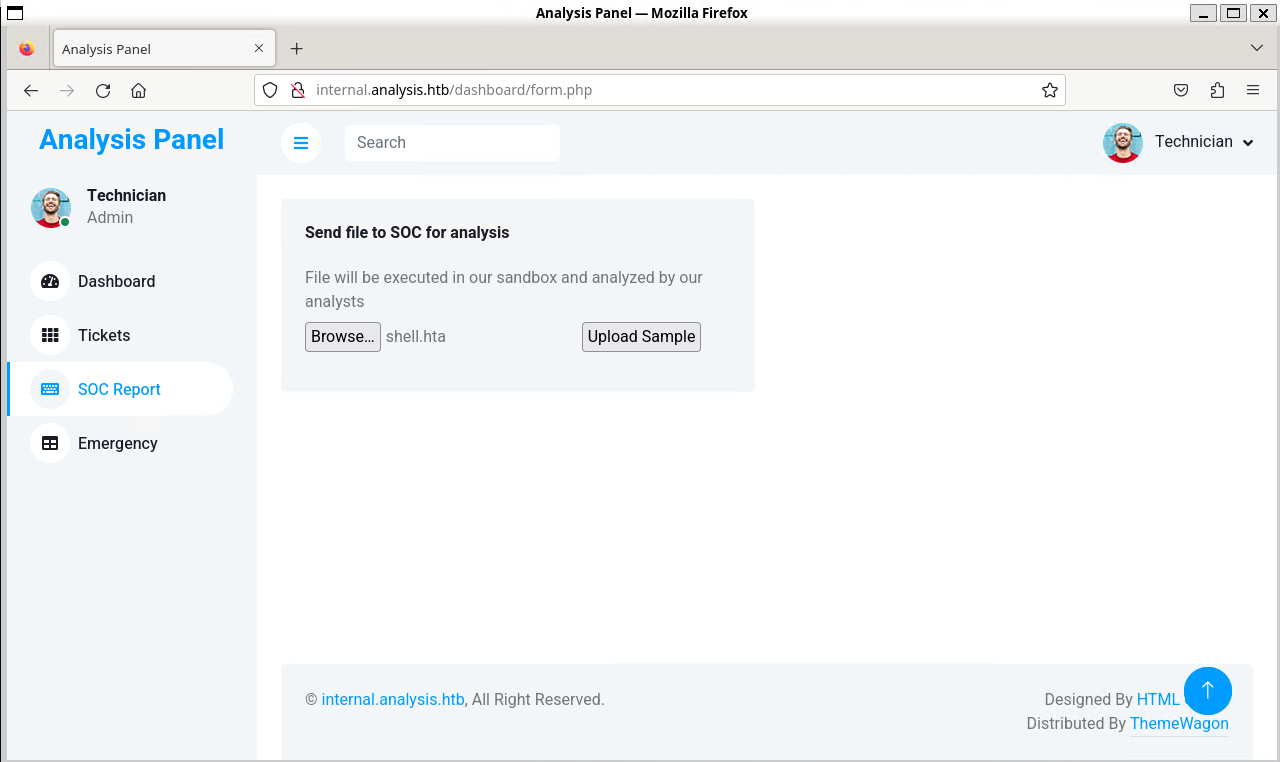 Analysis Panel — Mozilla Firefox
Analysis Panel
internal.analysis.htb/dashboard/form.php
Analysis Panel
Search
Technician
Technician
Admin
Dashboard
Tickets
SOC Report
Emergency
Send file to SOC for analysis
File will be executed in our sandbox and analyzed by our
analysts
Browse... shell.hta
Upload Sample
© internal.analysis.htb, All Right Reserved.
Designed By HTML
Distributed By ThemeWagon